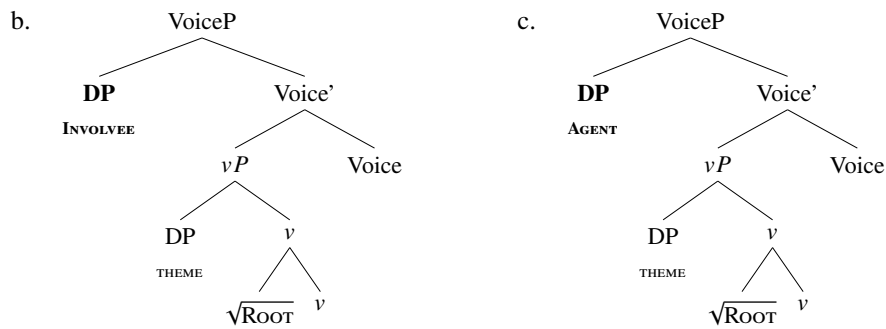 b. VoiceP
DP Voice’
INVOLVEE
vP Voice
DP v
THEME
√ROOT v
c. VoiceP
DP Voice’
AGENT
vP Voice
DP v
THEME
√ROOT v